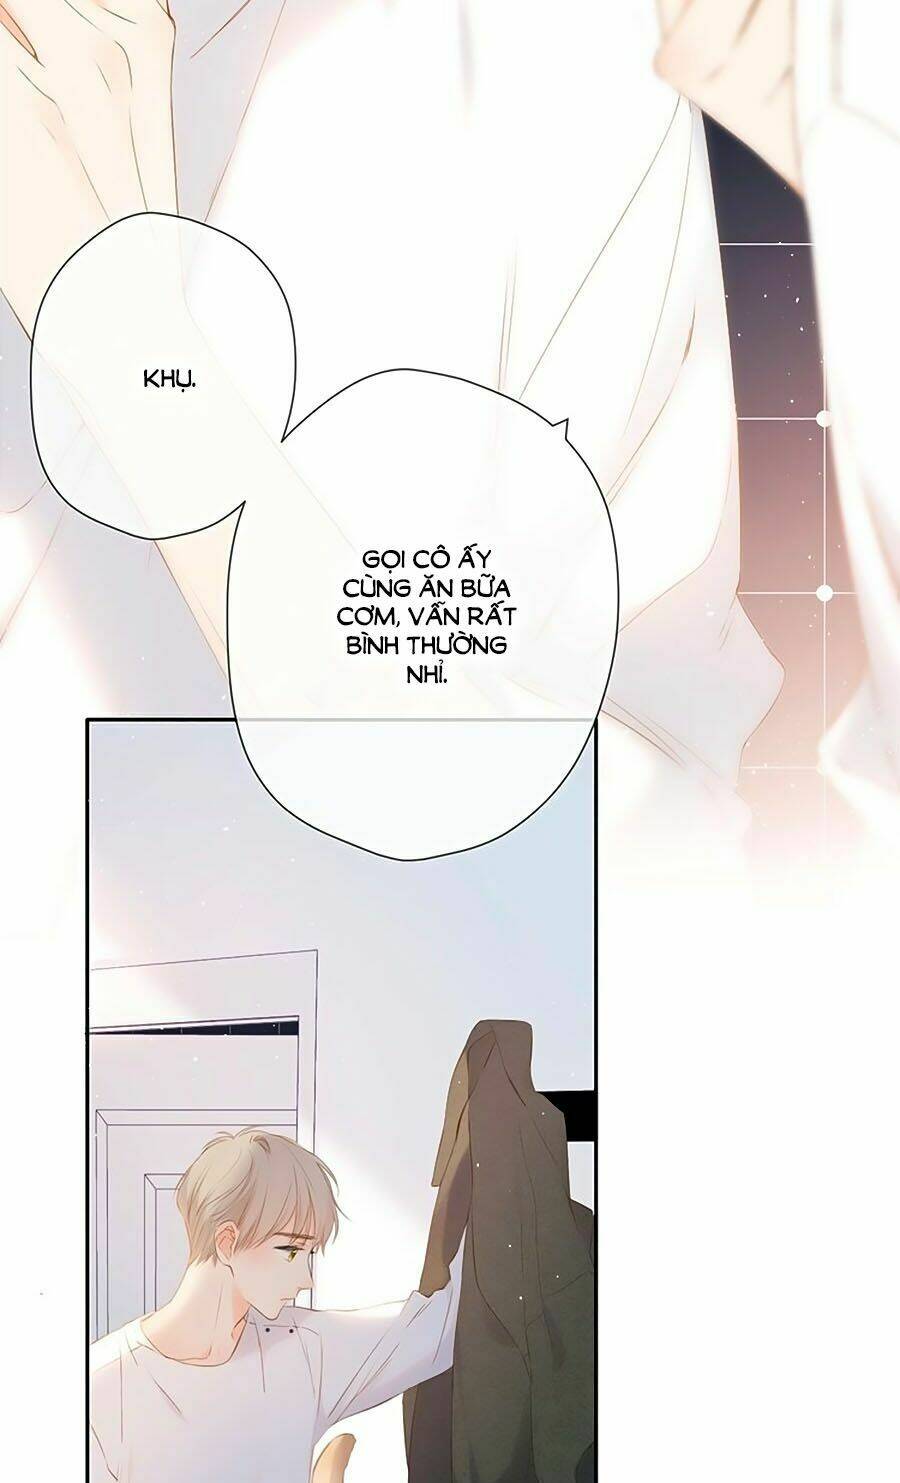 KHỤ.
GỌI CÔ ẤY
CÙNG ĂN BỮA
CƠM, VẪN RẤT
BÌNH THƯỜNG
NHỈ.